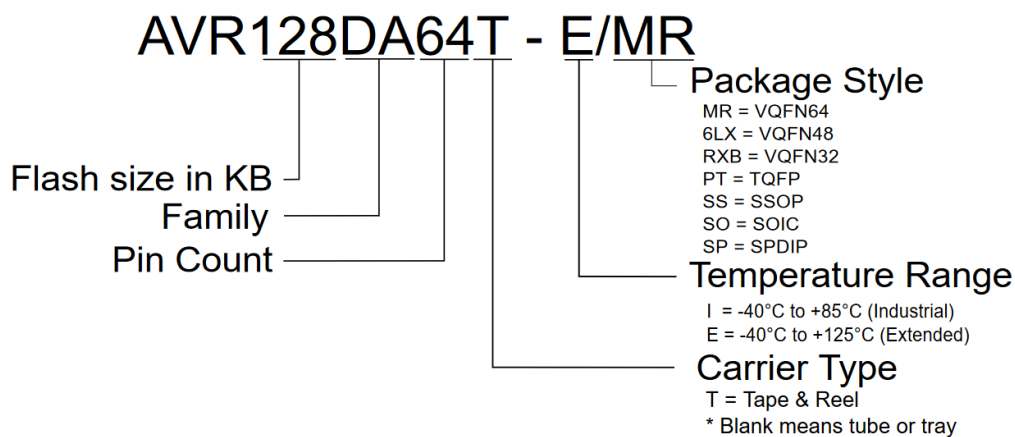 AVR128DA64T - E/MR
Package Style
MR = VQFN64
6LX = VQFN48
RXB = VQFN32
PT = TQFP
SS = SSOP
SO = SOIC
SP = SPDIP
Flash size in KB
Family
Pin Count
Temperature Range
I = -40°C to +85°C (Industrial)
E = -40°C to +125°C (Extended)
Carrier Type
T = Tape & Reel
* Blank means tube or tray